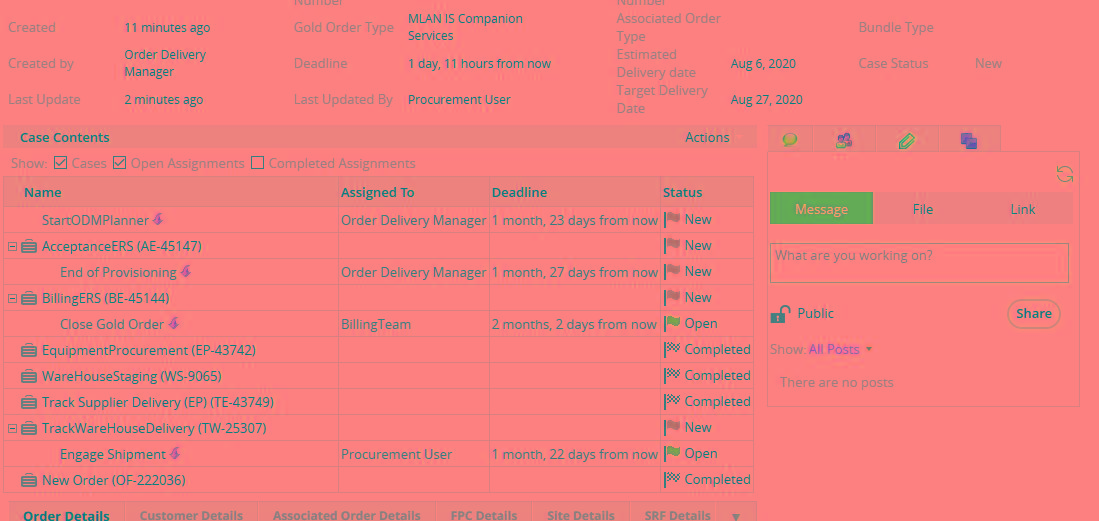 Number
Number
Created 11 minutes ago Gold Order Type MLAN IS Companion Services Associated Order Type Bundle Type
Created by Order Delivery Manager Deadline 1 day, 11 hours from now Estimated Delivery date Aug 6, 2020 Case Status New
Last Update 2 minutes ago Last Updated By Procurement User Target Delivery Date Aug 27, 2020
Case Contents Actions
Show: Cases Open Assignments Completed Assignments
Name Assigned To Deadline Status
StartODMPlanner Order Delivery Manager 1 month, 23 days from now New
AcceptanceERS (AE-45147) New
End of Provisioning Order Delivery Manager 1 month, 27 days from now New
BillingERS (BE-45144) New
Close Gold Order BillingTeam 2 months, 2 days from now Open
EquipmentProcurement (EP-43742) Completed
WareHouseStaging (WS-9065) Completed
Track Supplier Delivery (EP) (TE-43749) Completed
TrackWareHouseDelivery (TW-25307) New
Engage Shipment Procurement User 1 month, 22 days from now Open
New Order (OF-222036) Completed
Message File Link
What are you working on?
Public Share
Show: All Posts
There are no posts
Order Details Customer Details Associated Order Details FPC Details Site Details SRF Details